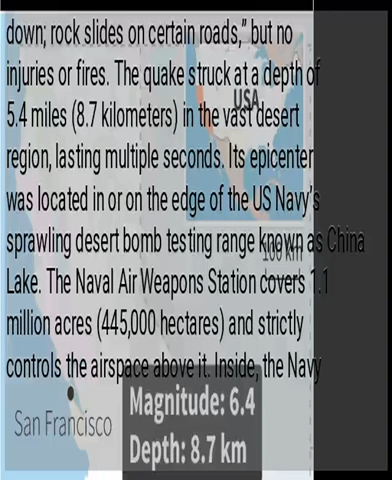 down; rock slides on certain roads,” but no
injuries or fires. The quake struck at a depth of
5.4 miles (8.7 kilometers) in the vast desert
region, lasting multiple seconds. Its epicenter
was located in or on the edge of the US Navy’s
sprawling desert bomb testing range known as China
Lake. The Naval Air Weapons Station covers 1.1
million acres (445,000 hectares) and strictly
controls the airspace above it. Inside, the Navy
USA
100 km
San Francisco
Magnitude: 6.4
Depth: 8.7 km